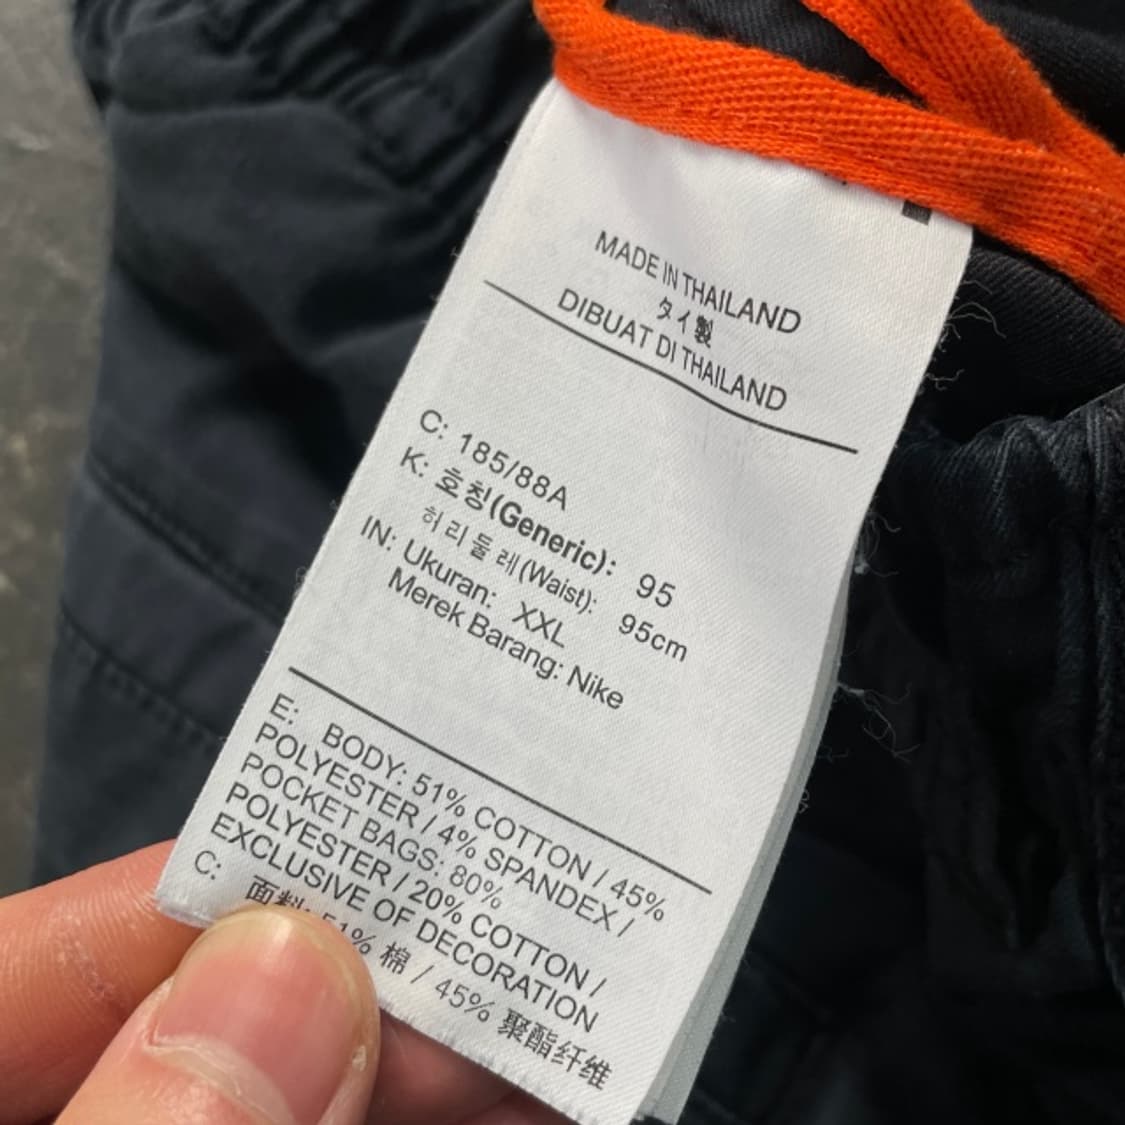 MADE IN THAILAND
タイ製
DIBUAT DI THAILAND
C: 185/88A
K: 호칭(Generic): 95
허리둘레(Waist): 95cm
IN: Ukuran: XXL
Merek Barang: Nike
E: BODY: 51% COTTON / 45%
POLYESTER / 4% SPANDEX /
POCKET BAGS: 80%
POLYESTER / 20% COTTON /
EXCLUSIVE OF DECORATION
C: 面料: 51% 棉 / 45% 聚酯纤维